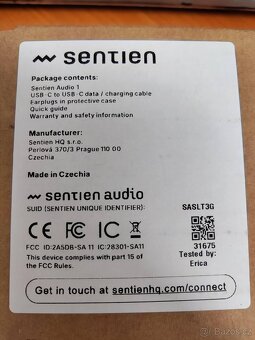 sentien
Package contents:
Sentien Audio 1
USB-C to USB-C data / charging cable
Earplugs in protective case
Quick guide
Warranty and safety information
Manufacturer:
Sentien HQ s.r.o.
Perlová 370/3 Prague 110 00
Czechia
Made in Czechia
sentien audio
SUID (SENTIEN UNIQUE IDENTIFIER):
SASLT3G
CE FC
31675
FCC ID:2A5DB-SA11 IC:28301-SA11
Tested by:
This device complies with part 15 of
Erica
the FCC Rules.
Get in touch at sentienhq.com/connect